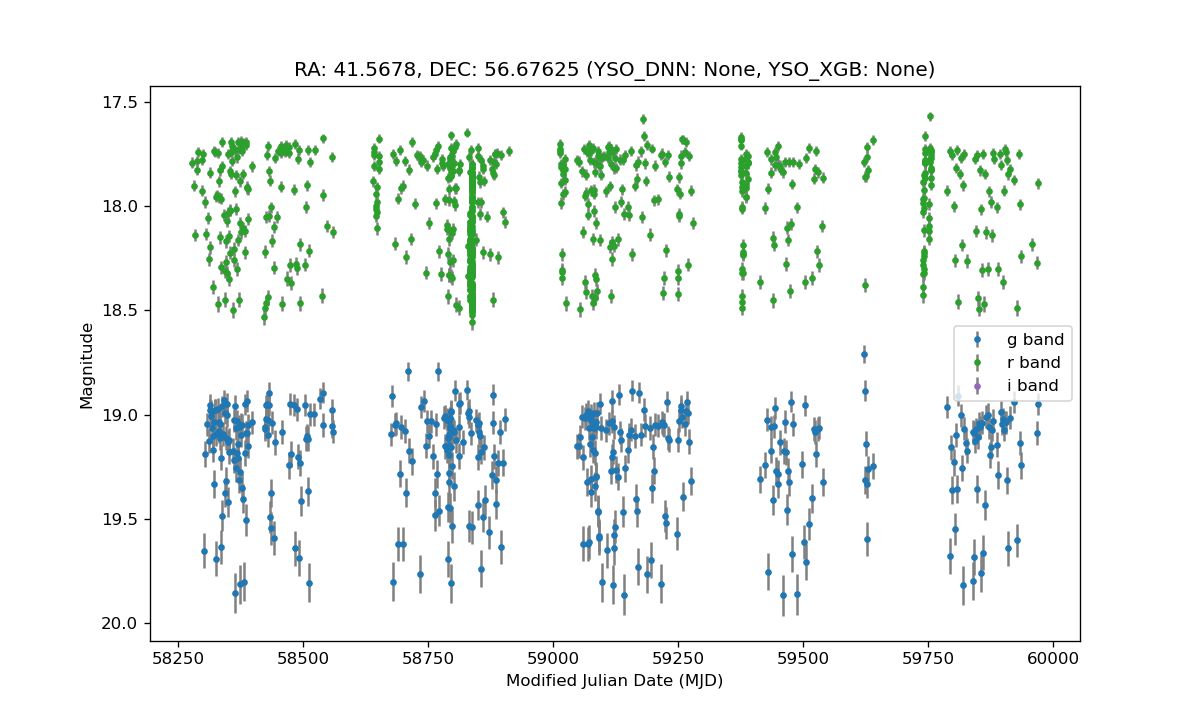 RA: 41.5678, DEC: 56.67625 (YSO_DNN: None, YSO_XGB: None)
17.5
18.0
18.5
19.0
19.5
20.0
Magnitude
g band
r band
i band
58250 58500 58750 59000 59250 59500 59750 60000
Modified Julian Date (MJD)